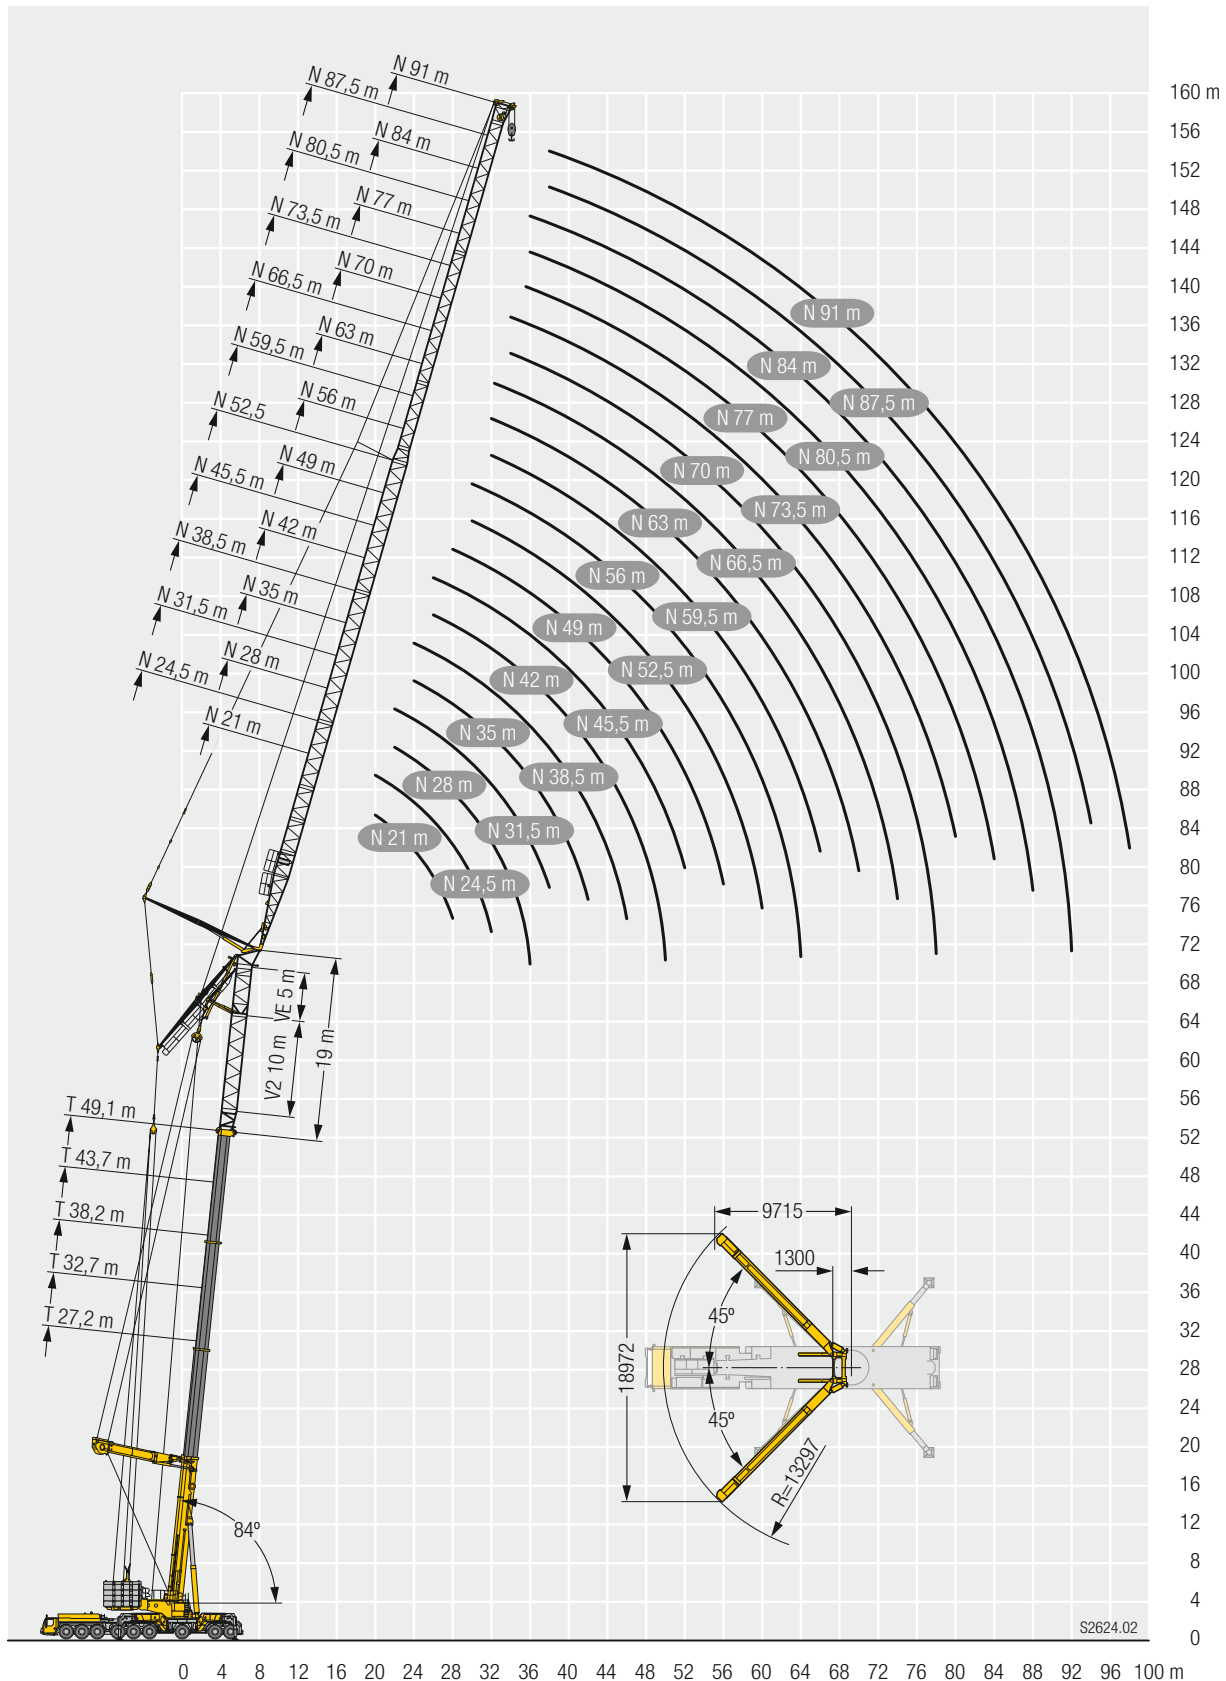 N 91 m
N 87,5 m
N 84 m
N 80,5 m
N 77 m
N 73,5 m
N 70 m
N 66,5 m
N 63 m
N 59,5 m
N 56 m
N 52,5
N 49 m
N 45,5 m
N 42 m
N 38,5 m
N 35 m
N 31,5 m
N 28 m
N 24,5 m
N 21 m
N 91 m
N 84 m
N 87,5 m
N 77 m
N 80,5 m
N 70 m
N 73,5 m
N 63 m
N 66,5 m
N 56 m
N 59,5 m
N 49 m
N 52,5 m
N 42 m
N 45,5 m
N 35 m
N 38,5 m
N 28 m
N 31,5 m
N 21 m
N 24,5 m
VE 5 m
V2 10 m
19 m
T 49,1 m
T 43,7 m
T 38,2 m
T 32,7 m
T 27,2 m
84º
9715
1300
18972
45º
45º
R=13297
160 m
156
152
148
144
140
136
132
128
124
120
116
112
108
104
100
96
92
88
84
80
76
72
68
64
60
56
52
48
44
40
36
32
28
24
20
16
12
8
4
0
S2624.02
0 4 8 12 16 20 24 28 32 36 40 44 48 52 56 60 64 68 72 76 80 84 88 92 96 100 m